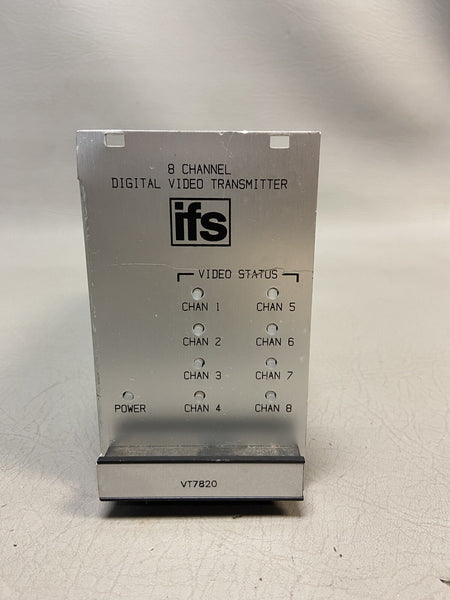 8 CHANNEL
DIGITAL VIDEO TRANSMITTER
ifs
VIDEO STATUS
CHAN 1 CHAN 5
CHAN 2 CHAN 6
CHAN 3 CHAN 7
POWER CHAN 4 CHAN 8
VT7820